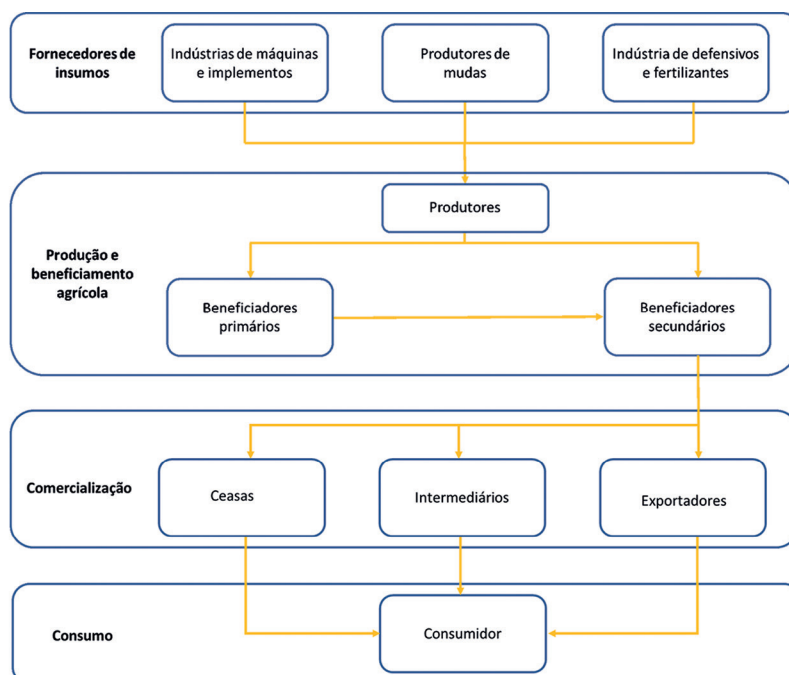 Fornecedores de
insumos
Indústrias de máquinas
e implementos
Produtores de
mudas
Indústria de defensivos
e fertilizantes
Produção e
beneficiamento
agrícola
Produtores
Beneficiadores
primários
Beneficiadores
secundários
Comercialização
Ceasas
Intermediários
Exportadores
Consumo
Consumidor